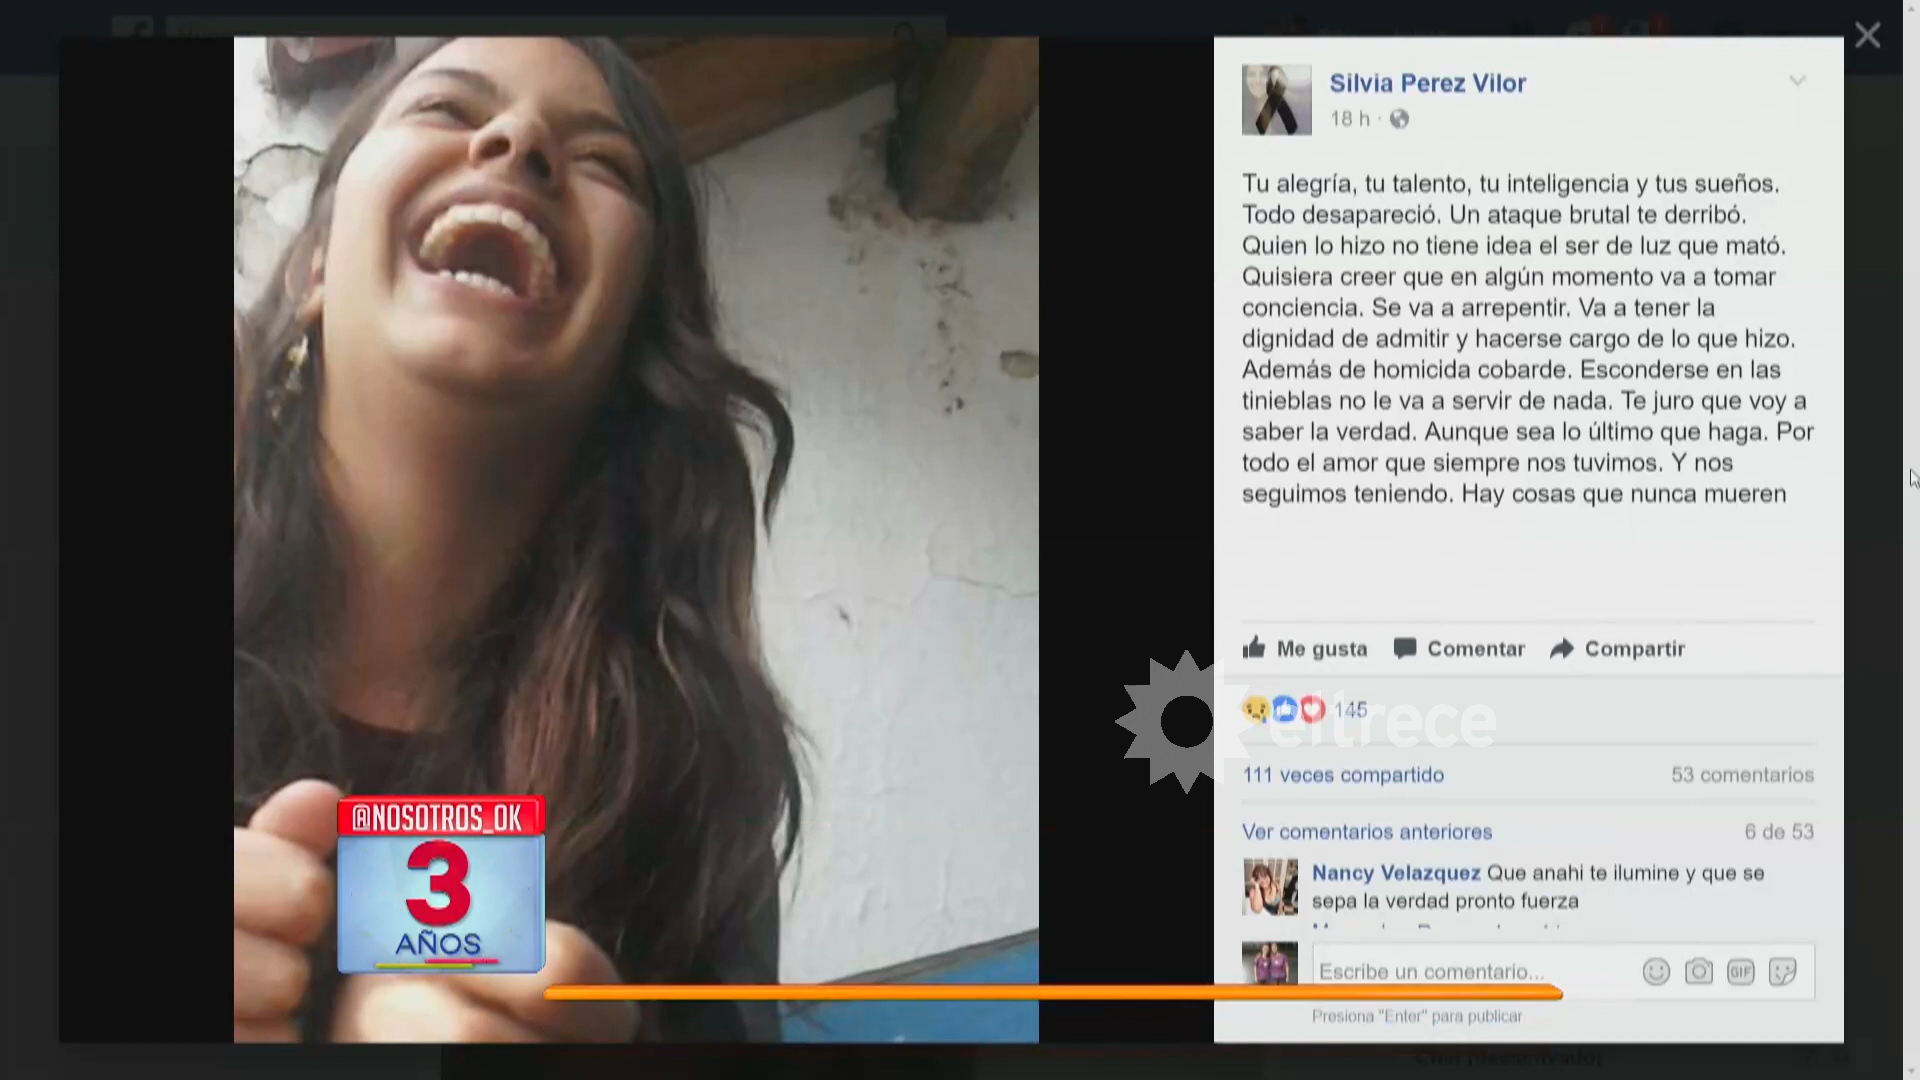 Silvia Perez Vilor
18 h ·
Tu alegría, tu talento, tu inteligencia y tus sueños.
Todo desapareció. Un ataque brutal te derribó.
Quien lo hizo no tiene idea el ser de luz que mató.
Quisiera creer que en algún momento va a tomar
conciencia. Se va a arrepentir. Va a tener la
dignidad de admitir y hacerse cargo de lo que hizo.
Además de homicida cobarde. Esconderse en las
tinieblas no le va a servir de nada. Te juro que voy a
saber la verdad. Aunque sea lo último que haga. Por
todo el amor que siempre nos tuvimos. Y nos
seguimos teniendo. Hay cosas que nunca mueren
Me gusta Comentar Compartir
145
eltrece
111 veces compartido 53 comentarios
Ver comentarios anteriores 6 de 53
Nancy Velazquez Que anahi te ilumine y que se
sepa la verdad pronto fuerza
Escribe un comentario...
GIF
Presiona "Enter" para publicar
@NOSOTROS_OK
3
AÑOS